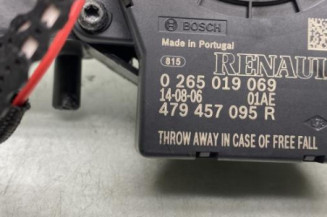 BOSCH
Made in Portugal
815
RENAUL
0 265 019 069
14-08-06 01AE
479 457 095 R
THROW AWAY IN CASE OF FREE FALL